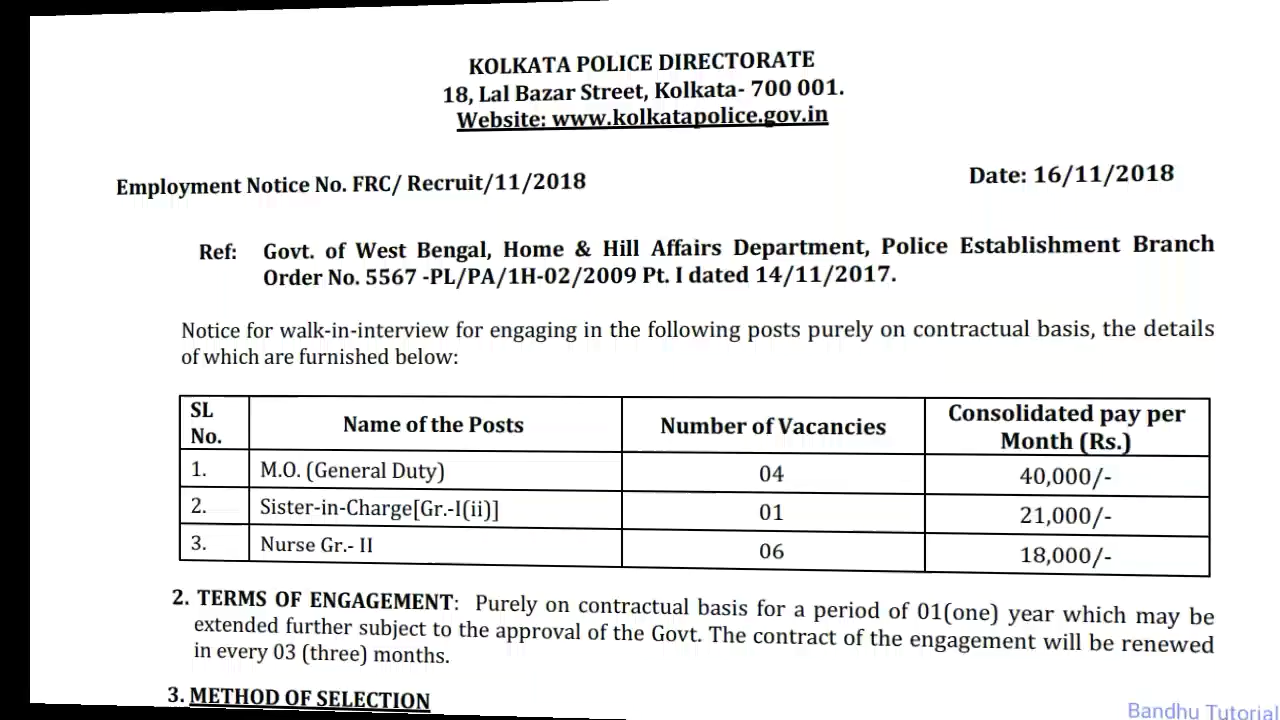 KOLKATA POLICE DIRECTORATE
18, Lal Bazar Street, Kolkata- 700 001.
Website: www.kolkatapolice.gov.in
Employment Notice No. FRC/ Recruit/11/2018 Date: 16/11/2018
Ref: Govt. of West Bengal, Home & Hill Affairs Department, Police Establishment Branch
Order No. 5567 -PL/PA/1H-02/2009 Pt. I dated 14/11/2017.
Notice for walk-in-interview for engaging in the following posts purely on contractual basis, the details
of which are furnished below:
SL No. Name of the Posts Number of Vacancies Consolidated pay per Month (Rs.)
1. M.O. (General Duty) 04 40,000/-
2. Sister-in-Charge[Gr.-I(ii)] 01 21,000/-
3. Nurse Gr.- II 06 18,000/-
2. TERMS OF ENGAGEMENT: Purely on contractual basis for a period of 01(one) year which may be
extended further subject to the approval of the Govt. The contract of the engagement will be renewed
in every 03 (three) months.
3. METHOD OF SELECTION
Bandhu Tutorial